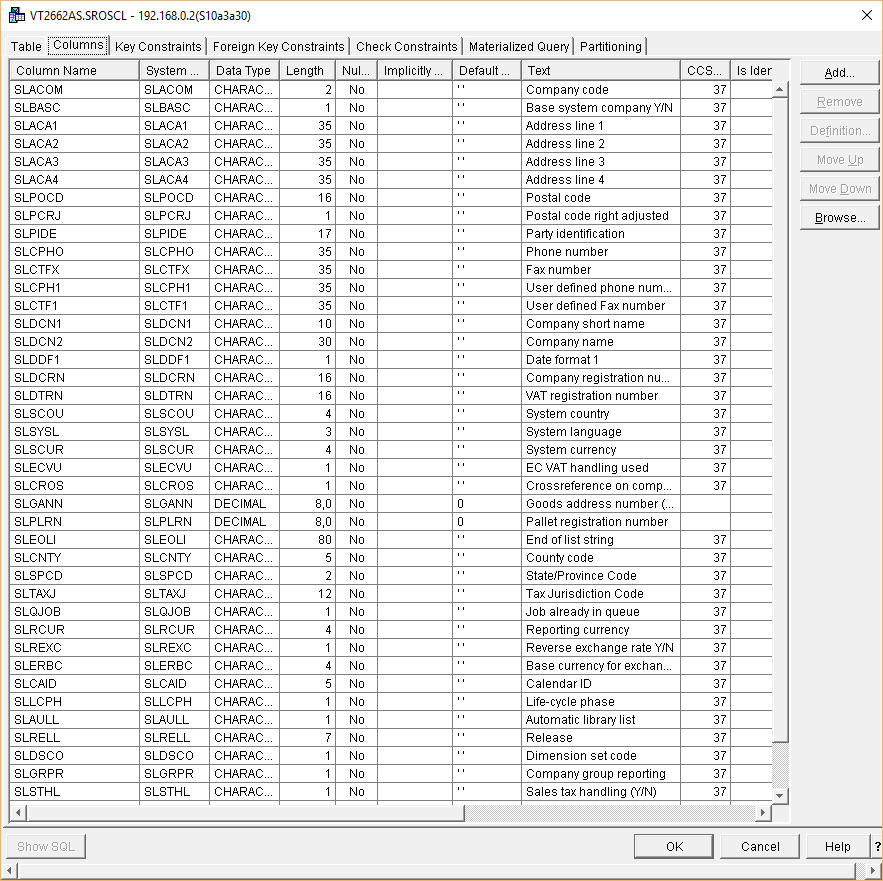 VT2662AS.SROSCL - 192.168.0.2(S10a3a30)
Table Columns Key Constraints Foreign Key Constraints Check Constraints Materialized Query Partitioning
Column Name System ... Data Type Length Nul... Implicitly ... Default ... Text CCS... Is Iden
SLACOM SLACOM CHARAC... 2 No ' ' Company code 37
SLBASC SLBASC CHARAC... 1 No ' ' Base system company Y/N 37
SLACA1 SLACA1 CHARAC... 35 No ' ' Address line 1 37
SLACA2 SLACA2 CHARAC... 35 No ' ' Address line 2 37
SLACA3 SLACA3 CHARAC... 35 No ' ' Address line 3 37
SLACA4 SLACA4 CHARAC... 35 No ' ' Address line 4 37
SLPOCD SLPOCD CHARAC... 16 No ' ' Postal code 37
SLPCRJ SLPCRJ CHARAC... 1 No ' ' Postal code right adjusted 37
SLPIDE SLPIDE CHARAC... 17 No ' ' Party identification 37
SLCPHO SLCPHO CHARAC... 35 No ' ' Phone number 37
SLCTFX SLCTFX CHARAC... 35 No ' ' Fax number 37
SLCPH1 SLCPH1 CHARAC... 35 No ' ' User defined phone num... 37
SLCTF1 SLCTF1 CHARAC... 35 No ' ' User defined Fax number 37
SLDCN1 SLDCN1 CHARAC... 10 No ' ' Company short name 37
SLDCN2 SLDCN2 CHARAC... 30 No ' ' Company name 37
SLDDF1 SLDDF1 CHARAC... 1 No ' ' Date format 1 37
SLDCRN SLDCRN CHARAC... 16 No ' ' Company registration nu... 37
SLDTRN SLDTRN CHARAC... 16 No ' ' VAT registration number 37
SLSCOU SLSCOU CHARAC... 4 No ' ' System country 37
SLSYSL SLSYSL CHARAC... 3 No ' ' System language 37
SLSCUR SLSCUR CHARAC... 4 No ' ' System currency 37
SLECVU SLECVU CHARAC... 1 No ' ' EC VAT handling used 37
SLCROS SLCROS CHARAC... 1 No ' ' Crossreference on comp... 37
SLGANN SLGANN DECIMAL 8,0 No 0 Goods address number (...
SLPLRN SLPLRN DECIMAL 8,0 No 0 Pallet registration number
SLEOLI SLEOLI CHARAC... 80 No ' ' End of list string 37
SLCNTY SLCNTY CHARAC... 5 No ' ' County code 37
SLSPCD SLSPCD CHARAC... 2 No ' ' State/Province Code 37
SLTAXJ SLTAXJ CHARAC... 12 No ' ' Tax Jurisdiction Code 37
SLQJOB SLQJOB CHARAC... 1 No ' ' Job already in queue 37
SLRCUR SLRCUR CHARAC... 4 No ' ' Reporting currency 37
SLREXC SLREXC CHARAC... 1 No ' ' Reverse exchange rate Y/N 37
SLERBC SLERBC CHARAC... 4 No ' ' Base currency for exchan... 37
SLCAID SLCAID CHARAC... 5 No ' ' Calendar ID 37
SLLCPH SLLCPH CHARAC... 1 No ' ' Life-cycle phase 37
SLAULL SLAULL CHARAC... 1 No ' ' Automatic library list 37
SLRELL SLRELL CHARAC... 7 No ' ' Release 37
SLDSCO SLDSCO CHARAC... 1 No ' ' Dimension set code 37
SLGRPR SLGRPR CHARAC... 1 No ' ' Company group reporting 37
SLSTHL SLSTHL CHARAC... 1 No ' ' Sales tax handling (Y/N) 37
Add...
Remove
Definition...
Move Up
Move Down
Browse...
Show SQL OK Cancel Help ?